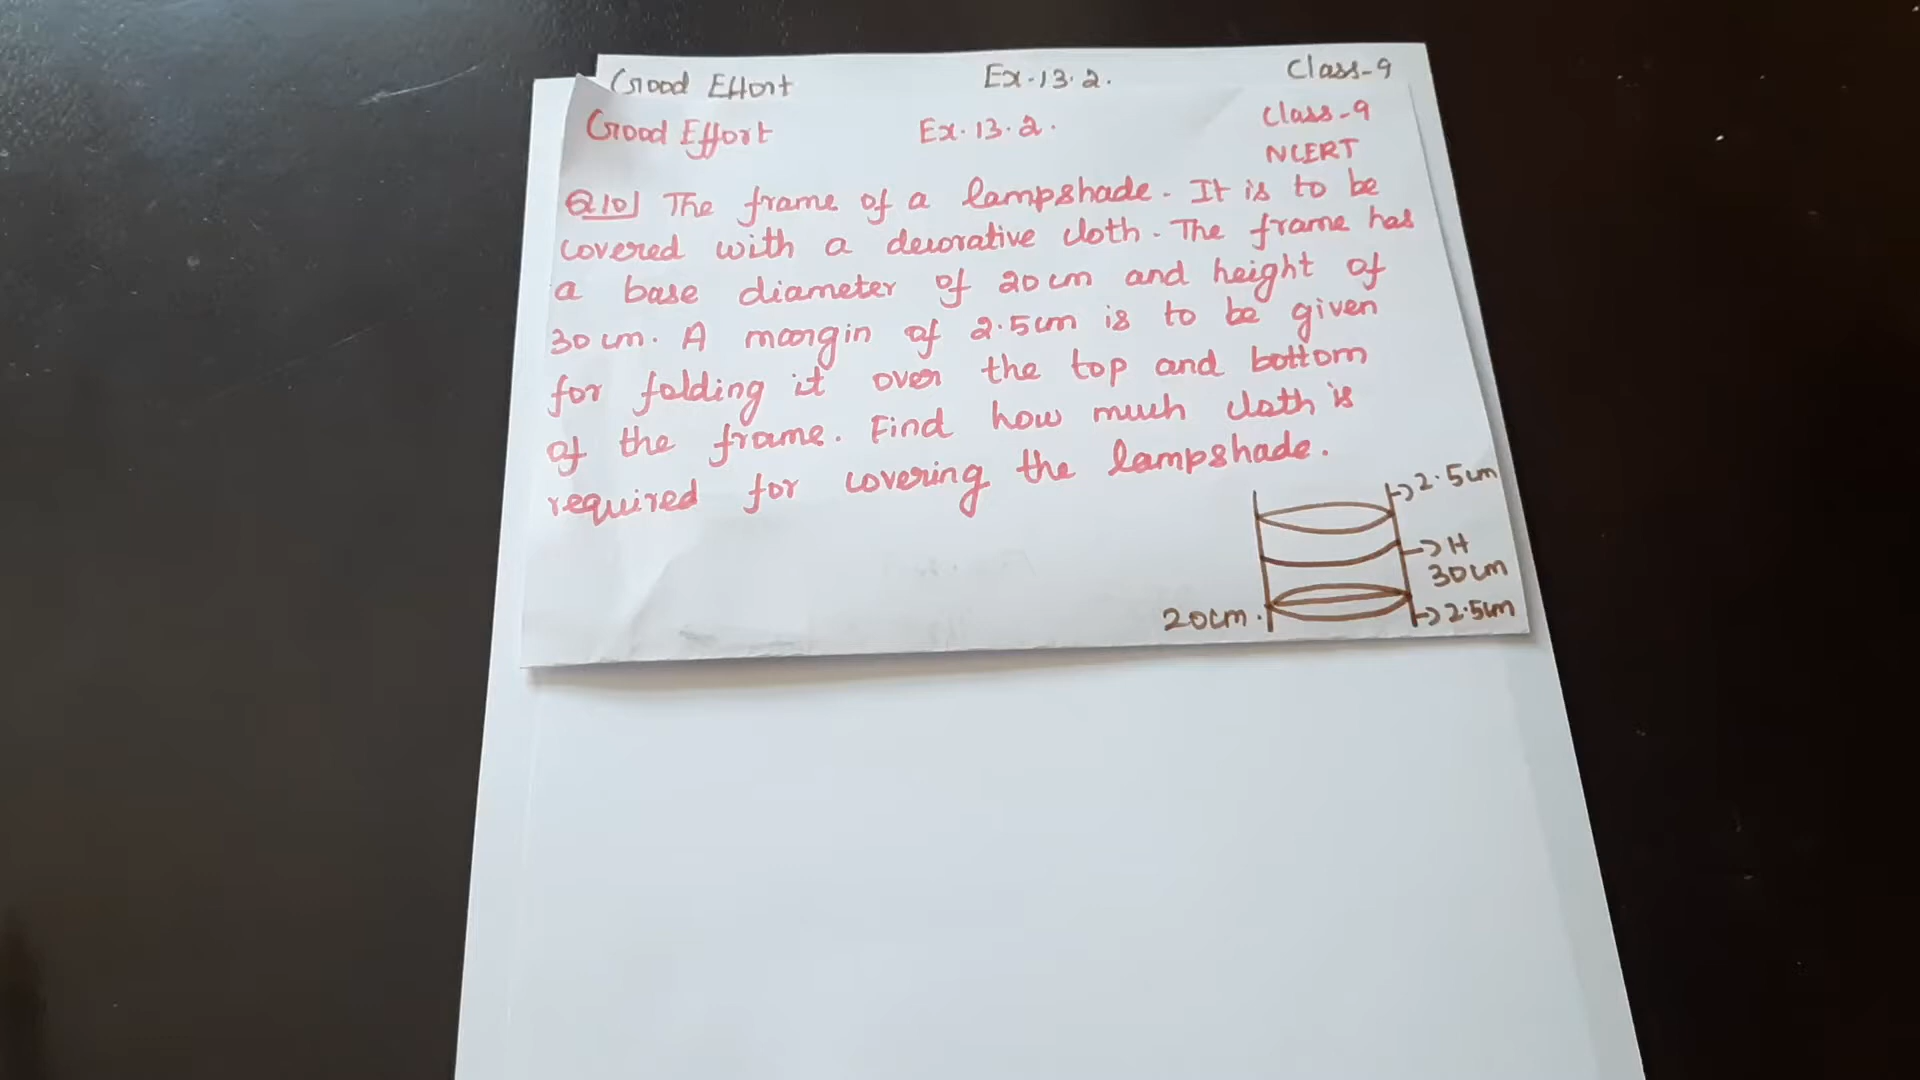 Good Effort Ex. 13.2. Class-9
Good Effort Ex. 13.2. Class-9
NCERT
Q10] The frame of a lampshade. It is to be
covered with a decorative cloth. The frame has
a base diameter of 20cm and height of
30cm. A margin of 2.5cm is to be given
for folding it over the top and bottom
of the frame. Find how much cloth is
required for covering the lampshade.
→2.5cm
→H
30cm
20cm.
→2.5cm